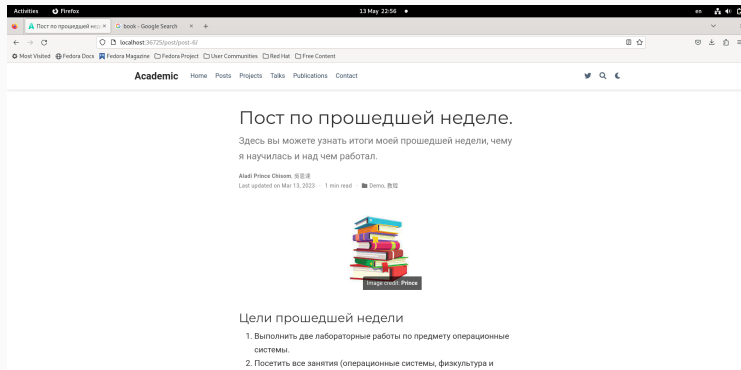 Activities Firefox 13 May 22:56 en
Пост по прошедшей нед × book - Google Search × +
localhost:36725/post/post-6/
Most Visited Fedora Docs Fedora Magazine Fedora Project User Communities Red Hat Free Content
Academic Home Posts Projects Talks Publications Contact
Пост по прошедшей неделе.
Здесь вы можете узнать итоги моей прошедшей недели, чему
я научилась и над чем работал.
Aladi Prince Chisom,
Last updated on Mar 13, 2023 · 1 min read · Demo, 教程
Image credit: Prince
Цели прошедшей недели
1. Выполнить две лабораторные работы по предмету операционные
системы.
2. Посетить все занятия (операционные системы, физкультура и